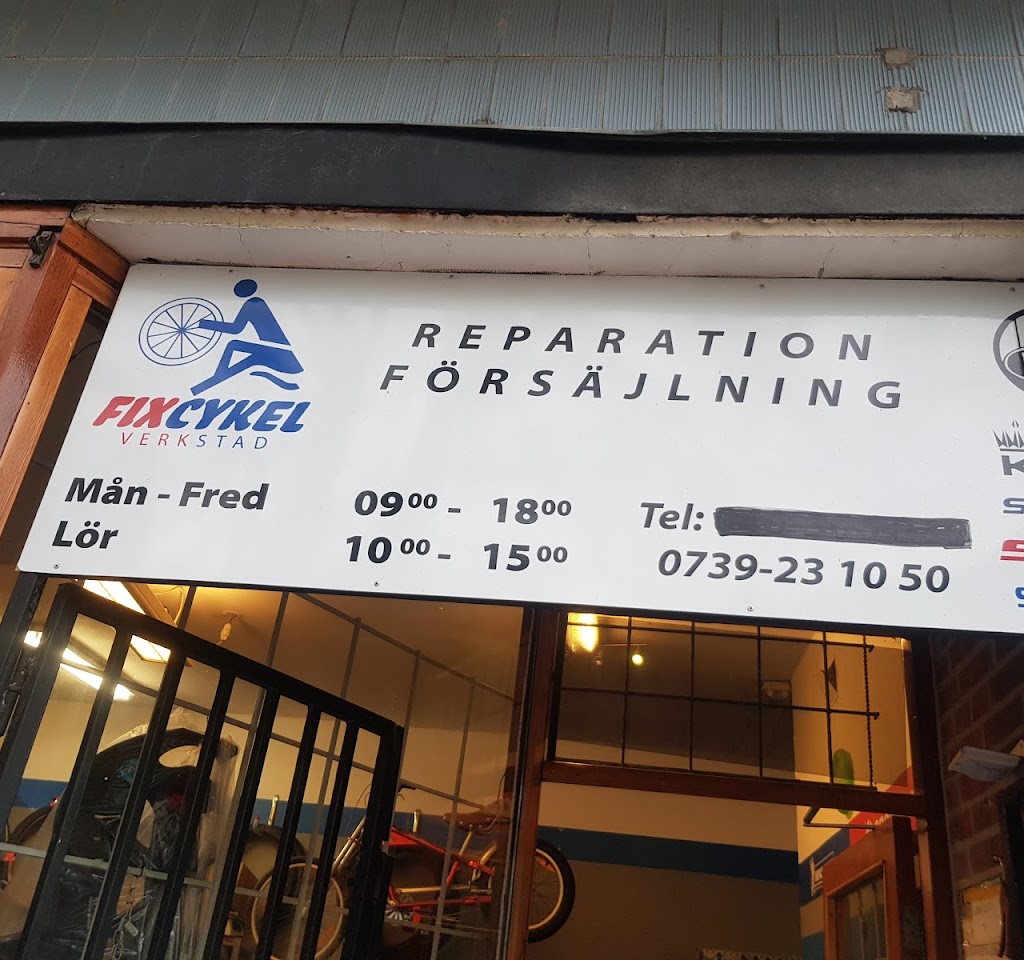 REPARATION
FÖRSÄJLNING
FIXCYKEL
VERKSTAD
Mån - Fred 09⁰⁰ - 18⁰⁰
Lör 10⁰⁰ - 15⁰⁰
Tel:
0739-23 10 50